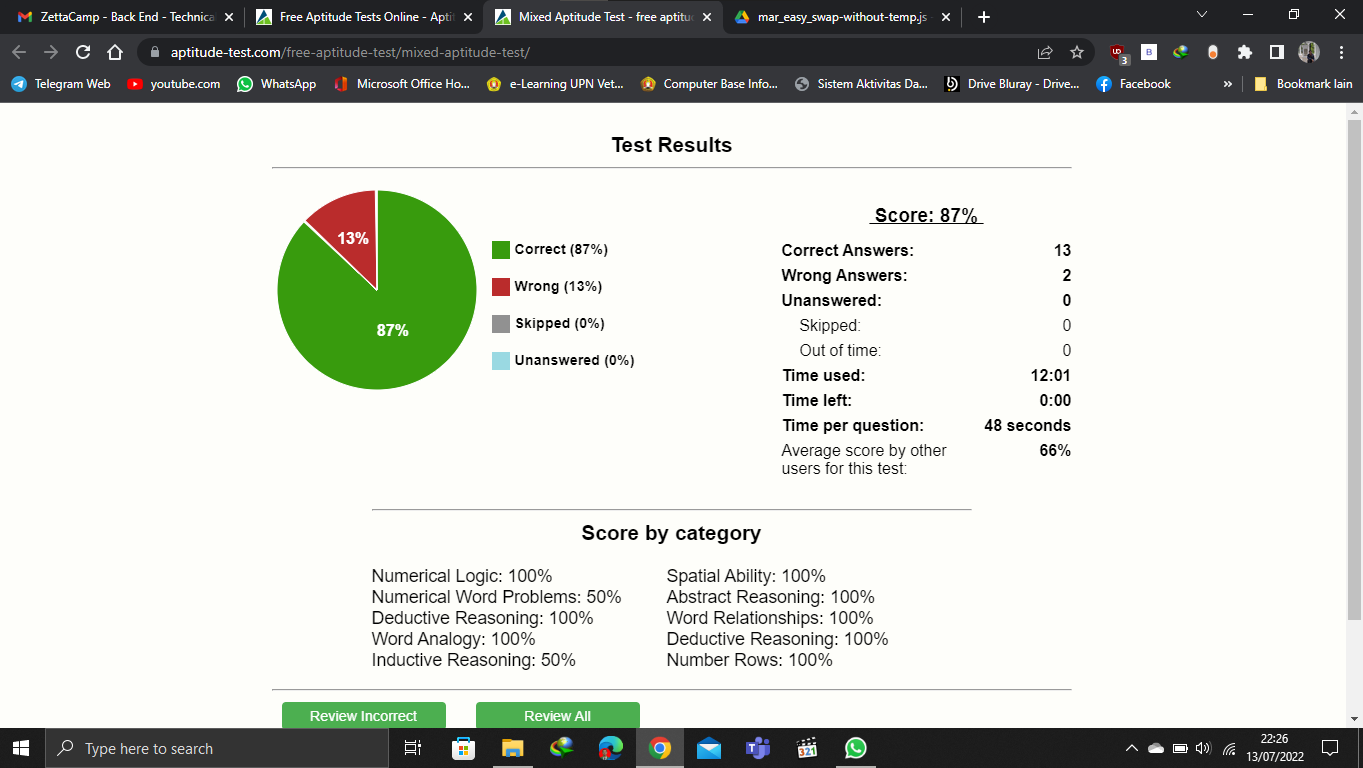 ZettaCamp - Back End - Technica
Free Aptitude Tests Online - Apti
Mixed Aptitude Test - free aptitu
mar_easy_swap-without-temp.js
aptitude-test.com/free-aptitude-test/mixed-aptitude-test/
3
B
Telegram Web
youtube.com
WhatsApp
Microsoft Office Ho...
e-Learning UPN Vet...
Computer Base Info...
Sistem Aktivitas Da...
Drive Bluray - Drive...
Facebook
»
Bookmark lain
Test Results
13%
87%
Correct (87%)
Wrong (13%)
Skipped (0%)
Unanswered (0%)
Score: 87%
Correct Answers: 13
Wrong Answers: 2
Unanswered: 0
Skipped: 0
Out of time: 0
Time used: 12:01
Time left: 0:00
Time per question: 48 seconds
Average score by other 66%
users for this test:
Score by category
Numerical Logic: 100%
Numerical Word Problems: 50%
Deductive Reasoning: 100%
Word Analogy: 100%
Inductive Reasoning: 50%
Spatial Ability: 100%
Abstract Reasoning: 100%
Word Relationships: 100%
Deductive Reasoning: 100%
Number Rows: 100%
Review Incorrect
Review All
Type here to search
321
22:26
13/07/2022